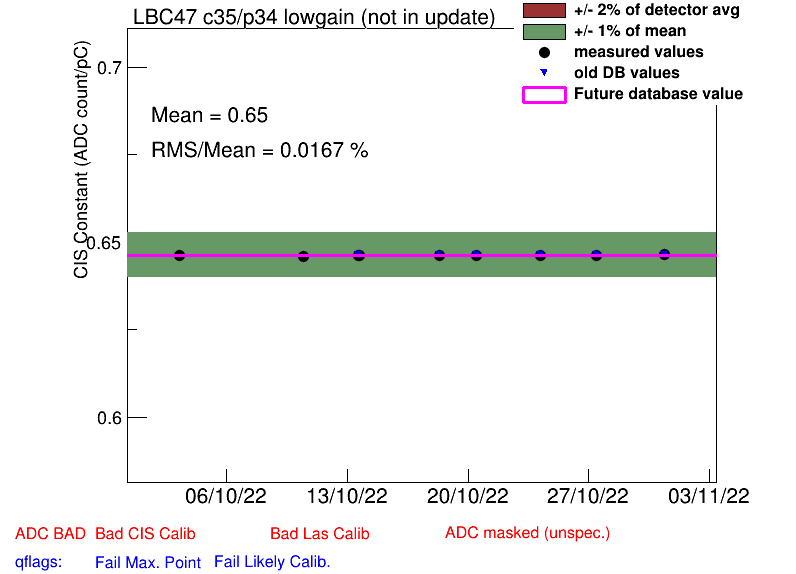 LBC47 c35/p34 lowgain (not in update)
+/- 2% of detector avg
+/- 1% of mean
measured values
old DB values
Future database value
CIS Constant (ADC count/pC)
0.7
Mean = 0.65
RMS/Mean = 0.0167 %
0.65
0.6
06/10/22 13/10/22 20/10/22 27/10/22 03/11/22
ADC BAD Bad CIS Calib Bad Las Calib ADC masked (unspec.)
qflags: Fail Max. Point Fail Likely Calib.